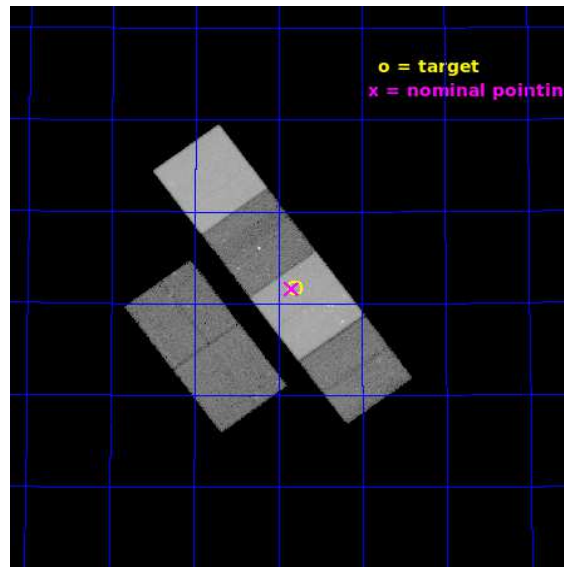 o = target
x = nominal pointin